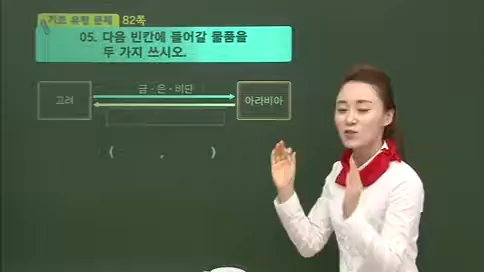 기초 유형 문제 82쪽
05. 다음 빈칸에 들어갈 물품을
두 가지 쓰시오.
금·은·비단
고려 아라비아
( , )